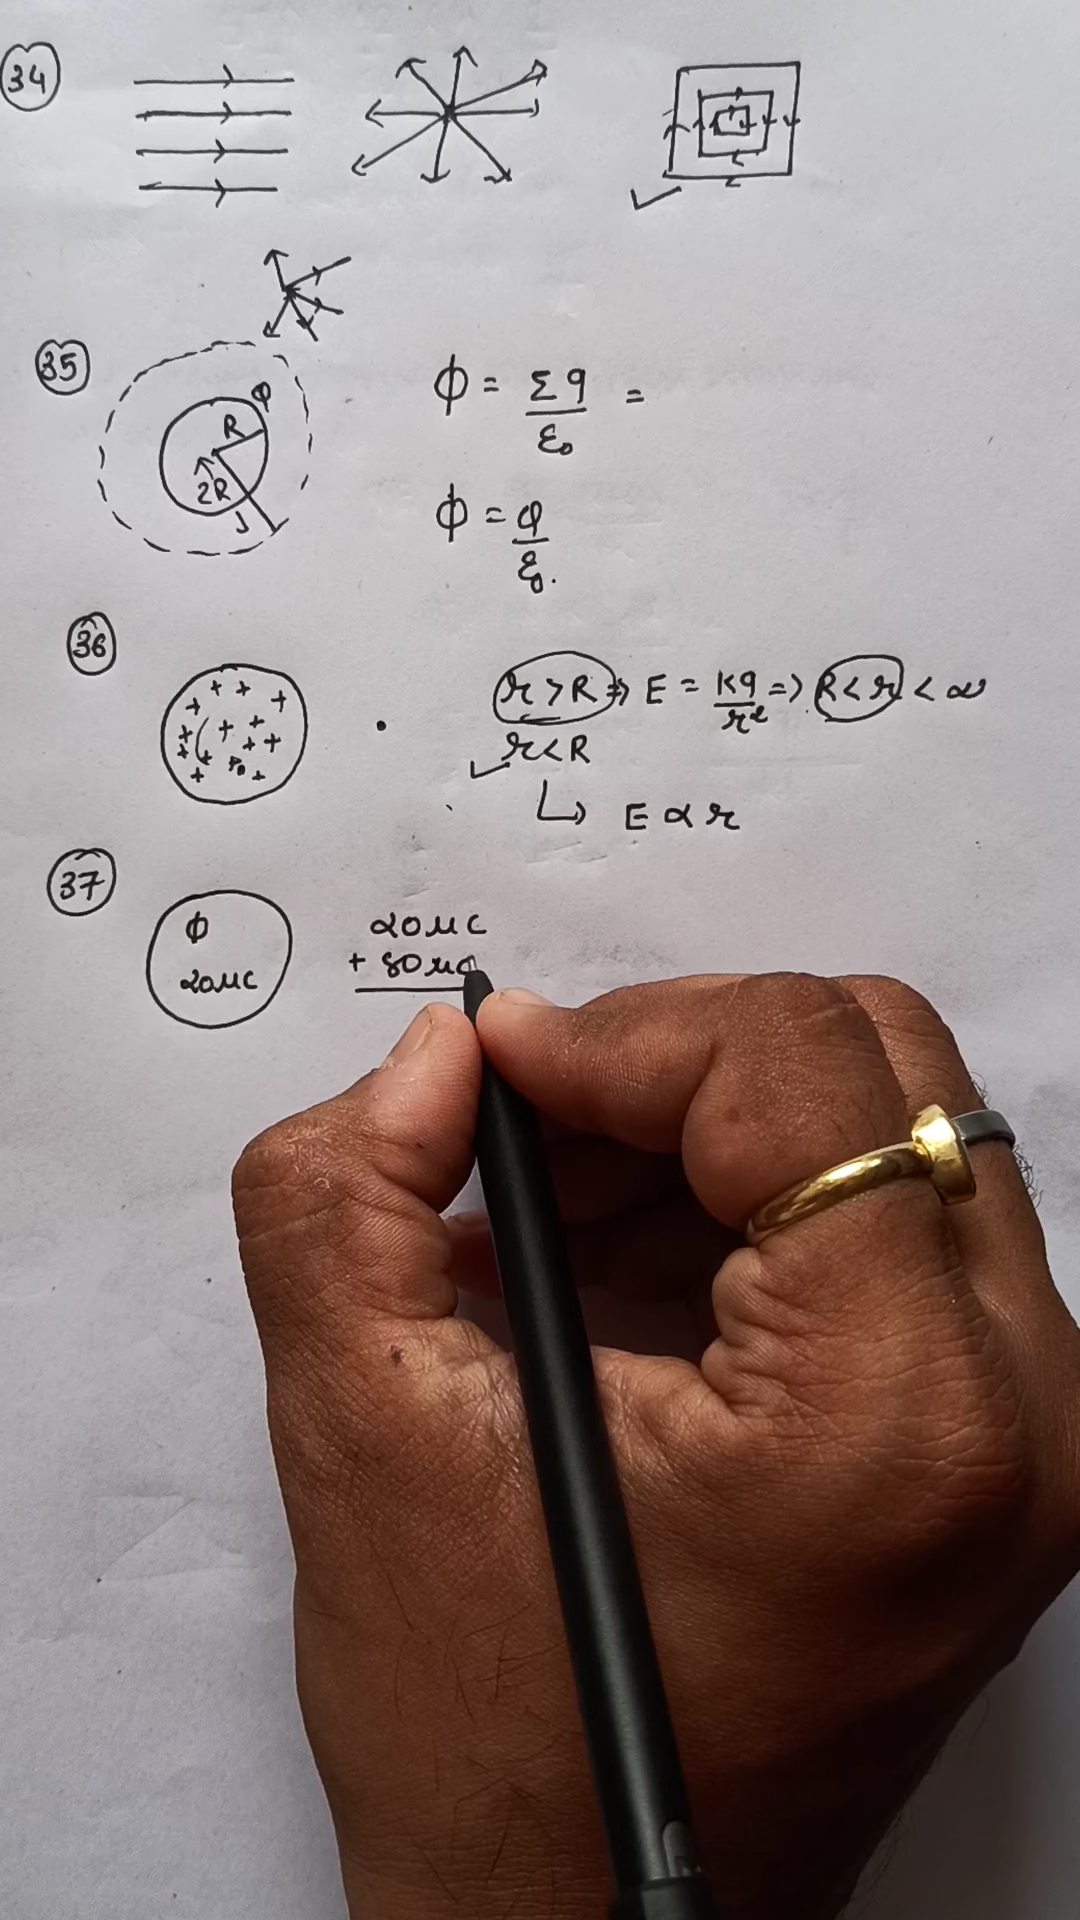 34
35
Q
R
2R
ϕ = Σq/ε₀ =
ϕ = Q/ε₀.
36
r > R ⇒ E = kq/r² ⇒ R < r < ∞
r < R
E ∝ r
37
ϕ
20μC
20μC
+ 80μC